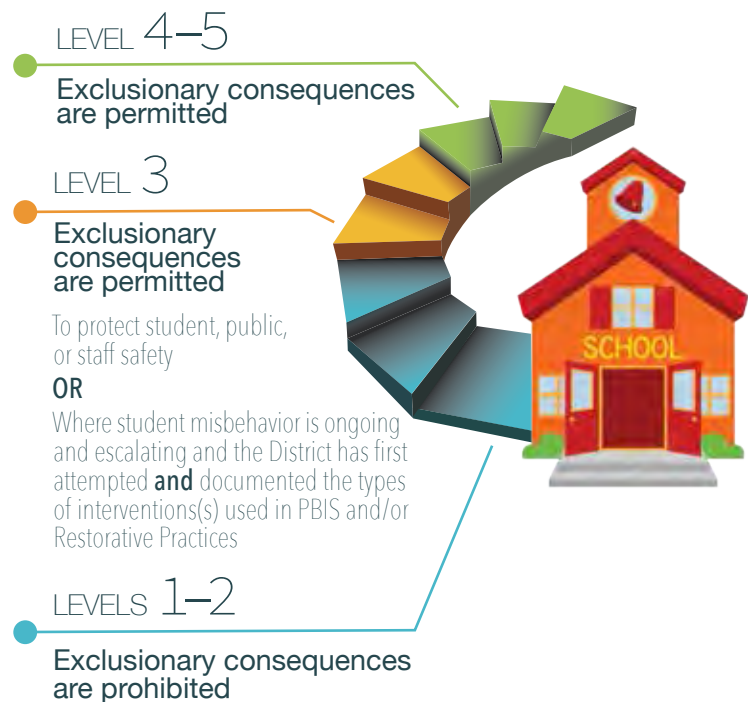 LEVEL 4–5
Exclusionary consequences
are permitted
LEVEL 3
Exclusionary
consequences
are permitted
To protect student, public,
or staff safety
OR
Where student misbehavior is ongoing
and escalating and the District has first
attempted and documented the types
of interventions(s) used in PBIS and/or
Restorative Practices
SCHOOL
LEVELS 1–2
Exclusionary consequences
are prohibited